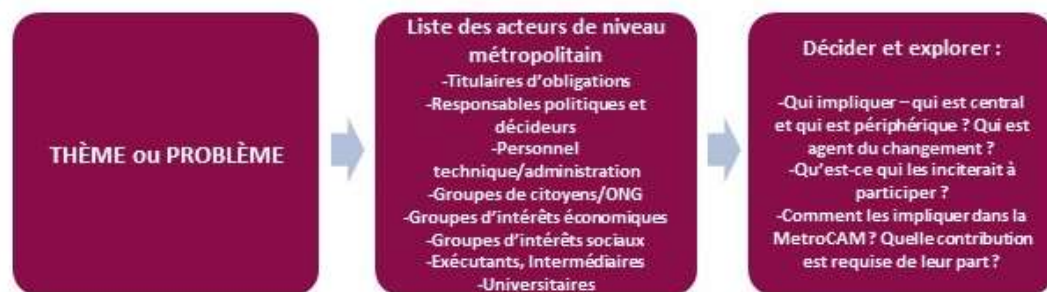 THÈME ou PROBLÈME
Liste des acteurs de niveau
métropolitain
-Titulaires d'obligations
-Responsables politiques et
décideurs
-Personnel
technique/administration
-Groupes de citoyens/ONG
-Groupes d'intérêts économiques
-Groupes d'intérêts sociaux
-Exécutants, Intermédiaires
-Universitaires
Décider et explorer :
-Qui impliquer – qui est central
et qui est périphérique ? Qui est
agent du changement ?
-Qu'est-ce qui les inciterait à
participer ?
-Comment les impliquer dans la
MetroCAM ? Quelle contribution
est requise de leur part ?